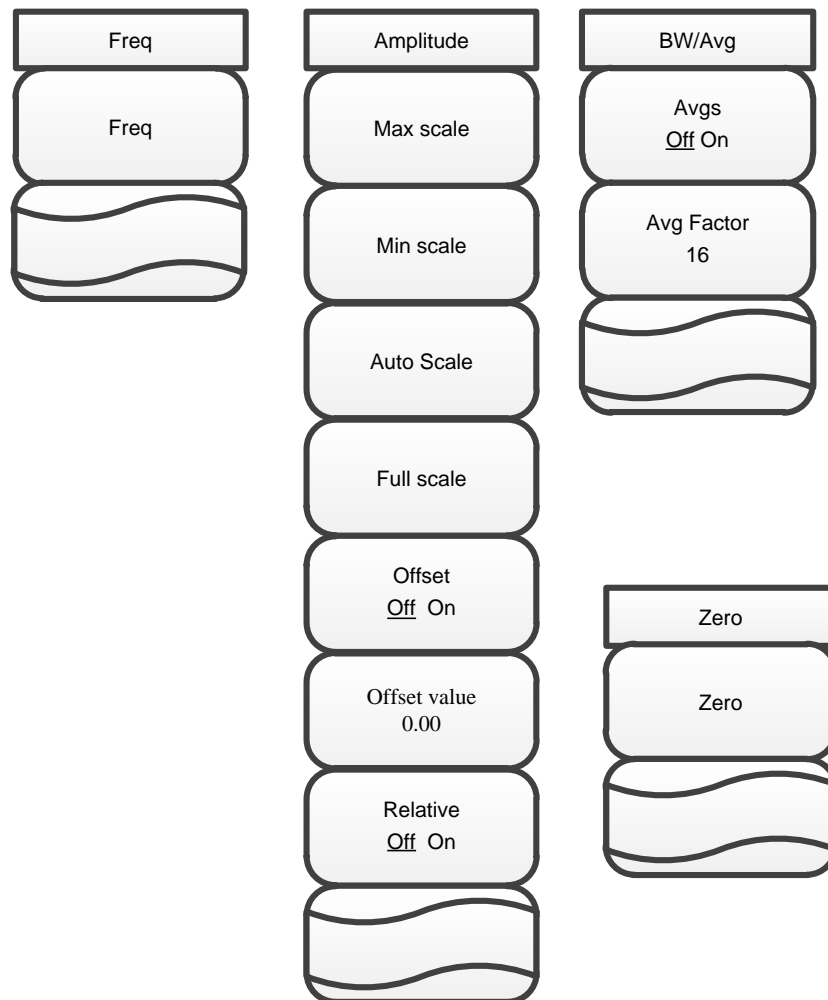 Freq
Freq
Amplitude
Max scale
Min scale
Auto Scale
Full scale
Offset
Off On
Offset value
0.00
Relative
Off On
BW/Avg
Avgs
Off On
Avg Factor
16
Zero
Zero